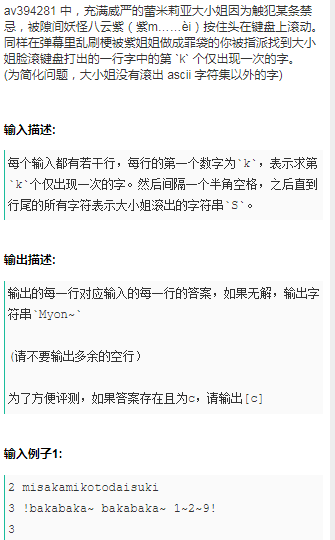 av394281 中，充满威严的蕾米莉亚大小姐因为触犯某条禁
忌，被隙间妖怪八云紫（紫m……èi）按住头在键盘上滚动。
同样在弹幕里乱刷梗被紫姐姐做成罪袋的你被指派找到大小
姐脸滚键盘打出的一行字中的第 `k` 个仅出现一次的字。
(为简化问题，大小姐没有滚出 ascii 字符集以外的字)
输入描述:
每个输入都有若干行，每行的第一个数字为`k`，表示求第
`k`个仅出现一次的字。然后间隔一个半角空格，之后直到
行尾的所有字符表示大小姐滚出的字符串`S`。
输出描述:
输出的每一行对应输入的每一行的答案，如果无解，输出字
符串`Myon~`
(请不要输出多余的空行)
为了方便评测，如果答案存在且为c，请输出[c]
输入例子1:
2 misakamikotodaisuki
3 !bakabaka~ bakabaka~ 1~2~9!
3